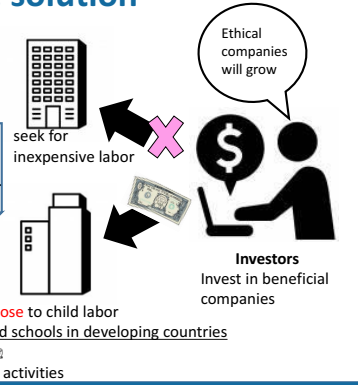 solution
Ethical
companies
will grow
seek for
inexpensive labor
$
Investors
Invest in beneficial
companies
to child labor
schools in developing countries
activities